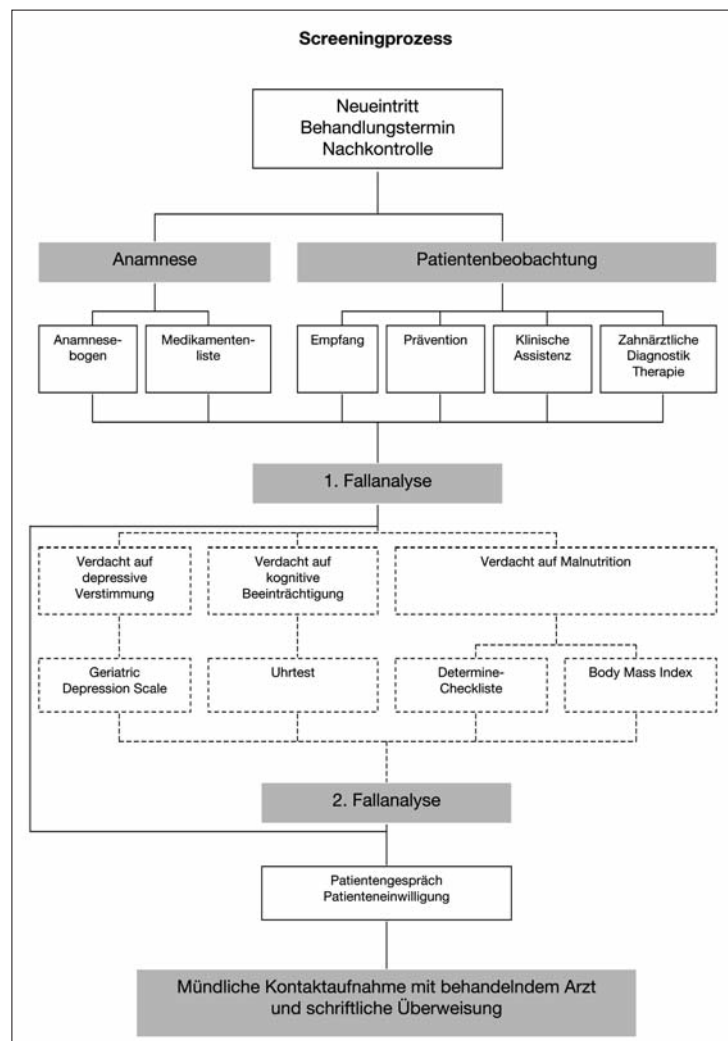 Screeningprozess
Neueintritt
Behandlungstermin
Nachkontrolle
Anamnese
Patientenbeobachtung
Anamnese-
bogen
Medikamenten-
liste
Empfang
Prävention
Klinische
Assistenz
Zahnärztliche
Diagnostik
Therapie
1. Fallanalyse
Verdacht auf
depressive
Verstimmung
Verdacht auf
kognitive
Beeinträchtigung
Verdacht auf Malnutrition
Geriatric
Depression Scale
Uhrtest
Determine-
Checkliste
Body Mass Index
2. Fallanalyse
Patientengespräch
Patienteneinwilligung
Mündliche Kontaktaufnahme mit behandelndem Arzt
und schriftliche Überweisung